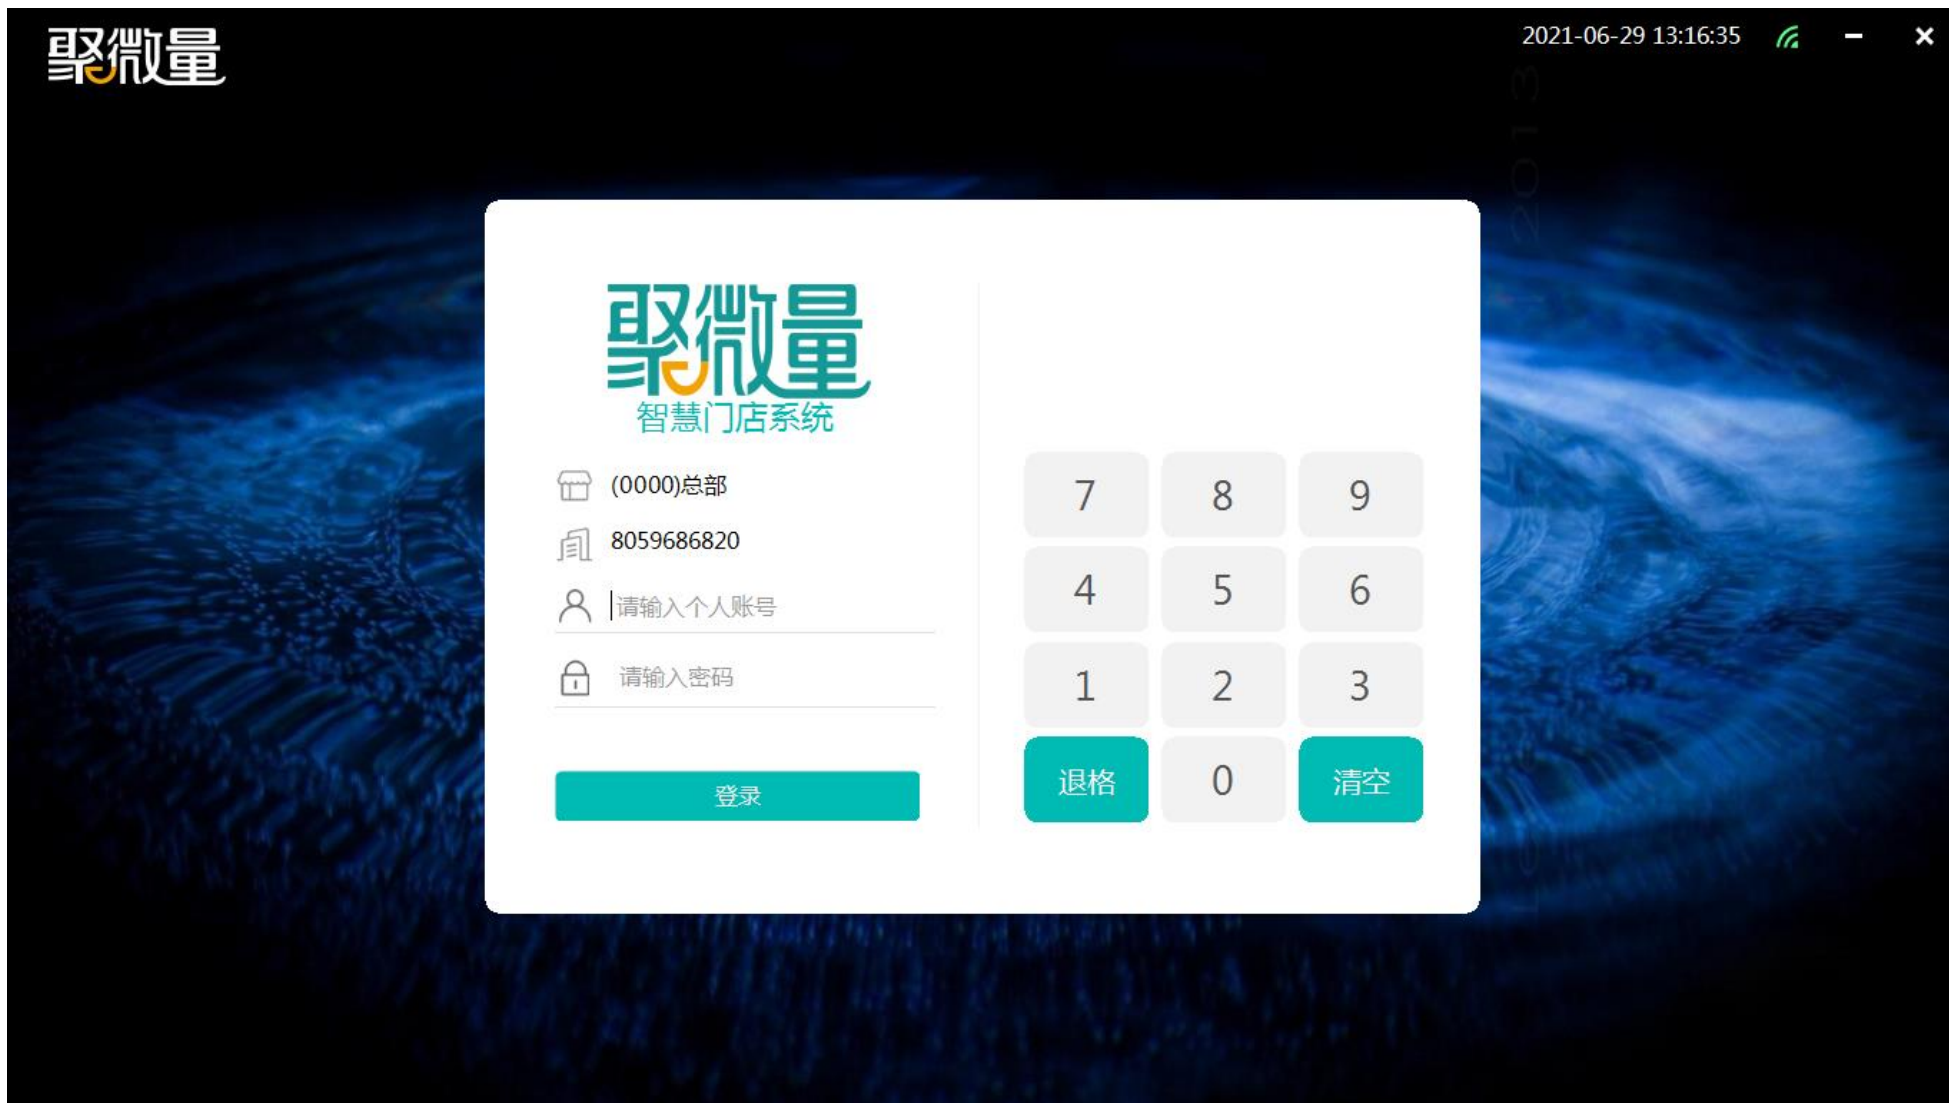 聚微量
2021-06-29 13:16:35
聚微量
智慧门店系统
(0000)总部
8059686820
请输入个人账号
请输入密码
登录
7 8 9
4 5 6
1 2 3
退格 0 清空
2013